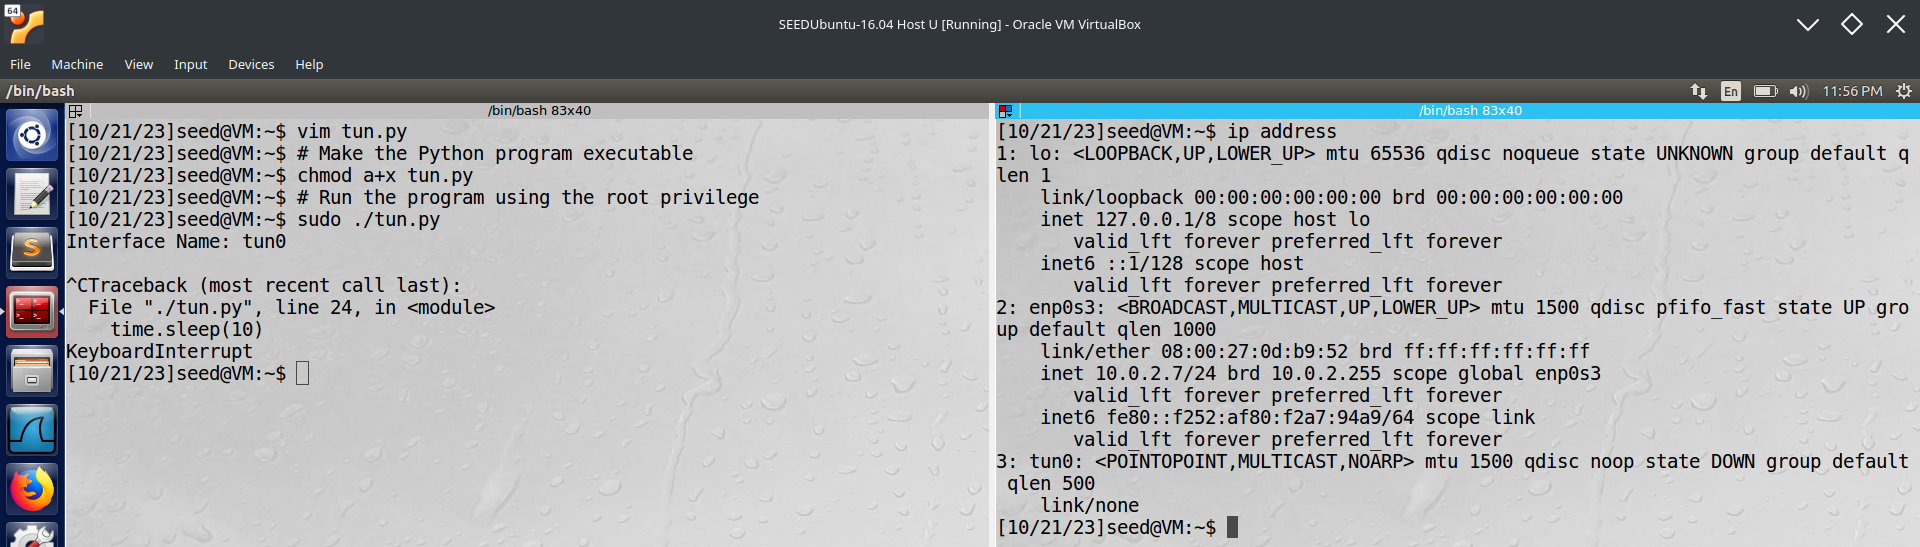 64
SEEDUbuntu-16.04 Host U [Running] - Oracle VM VirtualBox
File Machine View Input Devices Help
/bin/bash
En
11:56 PM
/bin/bash 83x40
[10/21/23]seed@VM:~$ vim tun.py
[10/21/23]seed@VM:~$ # Make the Python program executable
[10/21/23]seed@VM:~$ chmod a+x tun.py
[10/21/23]seed@VM:~$ # Run the program using the root privilege
[10/21/23]seed@VM:~$ sudo ./tun.py
Interface Name: tun0
^CTraceback (most recent call last):
  File "./tun.py", line 24, in <module>
    time.sleep(10)
KeyboardInterrupt
[10/21/23]seed@VM:~$
/bin/bash 83x40
[10/21/23]seed@VM:~$ ip address
1: lo: <LOOPBACK,UP,LOWER_UP> mtu 65536 qdisc noqueue state UNKNOWN group default q
len 1
    link/loopback 00:00:00:00:00:00 brd 00:00:00:00:00:00
    inet 127.0.0.1/8 scope host lo
       valid_lft forever preferred_lft forever
    inet6 ::1/128 scope host
       valid_lft forever preferred_lft forever
2: enp0s3: <BROADCAST,MULTICAST,UP,LOWER_UP> mtu 1500 qdisc pfifo_fast state UP gro
up default qlen 1000
    link/ether 08:00:27:0d:b9:52 brd ff:ff:ff:ff:ff:ff
    inet 10.0.2.7/24 brd 10.0.2.255 scope global enp0s3
       valid_lft forever preferred_lft forever
    inet6 fe80::f252:af80:f2a7:94a9/64 scope link
       valid_lft forever preferred_lft forever
3: tun0: <POINTOPOINT,MULTICAST,NOARP> mtu 1500 qdisc noop state DOWN group default
 qlen 500
    link/none
[10/21/23]seed@VM:~$